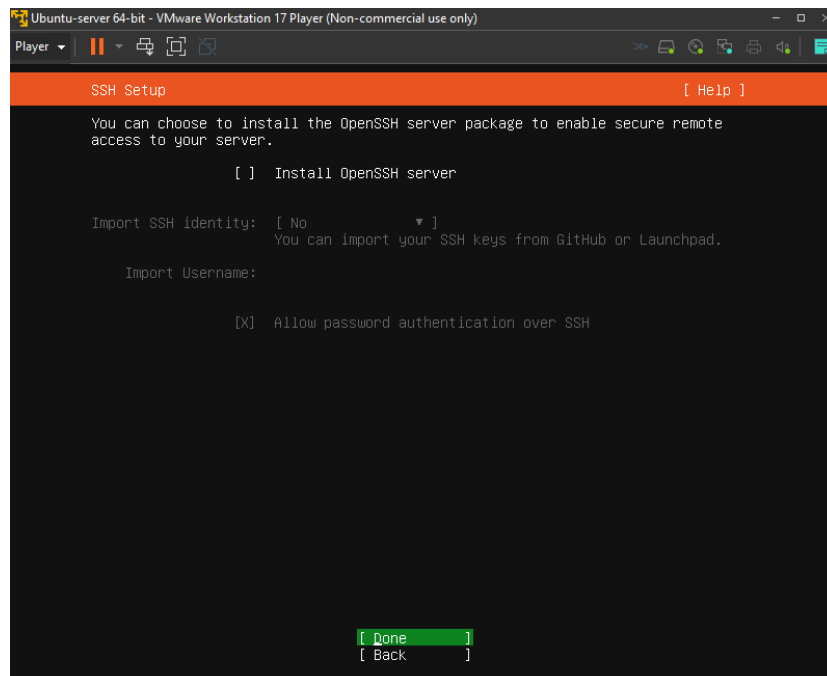 Ubuntu-server 64-bit - VMware Workstation 17 Player (Non-commercial use only)
Player
SSH Setup [ Help ]
You can choose to install the OpenSSH server package to enable secure remote
access to your server.
[ ] Install OpenSSH server
Import SSH identity: [ No ▾ ]
You can import your SSH keys from GitHub or Launchpad.
Import Username:
[X] Allow password authentication over SSH
[ Done ]
[ Back ]